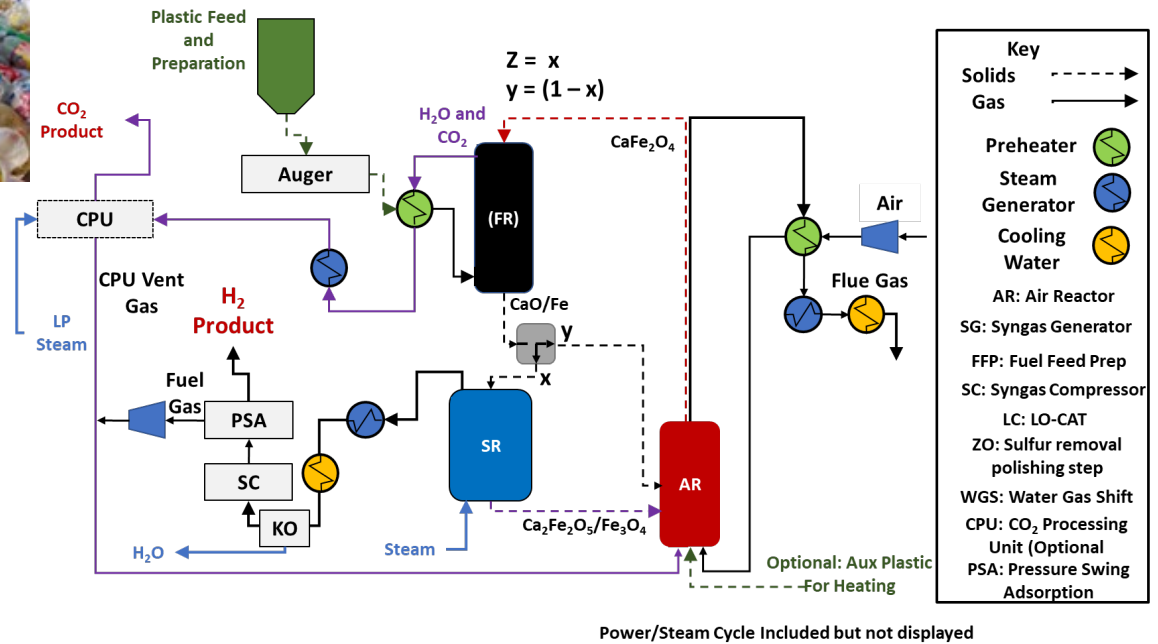 Plastic Feed
and
Preparation
Z = x
y = (1 – x)
CO₂
Product
H₂O and
CO₂
CaFe₂O₄
Auger
(FR)
CPU
Air
CPU Vent
Gas
H₂
Product
CaO/Fe
Flue Gas
LP
Steam
y
x
Fuel
Gas
PSA
SR
SC
AR
KO
Ca₂Fe₂O₅/Fe₃O₄
H₂O
Steam
Optional: Aux Plastic
For Heating
Key
Solids
Gas
Preheater
Steam
Generator
Cooling
Water
AR: Air Reactor
SG: Syngas Generator
FFP: Fuel Feed Prep
SC: Syngas Compressor
LC: LO-CAT
ZO: Sulfur removal
polishing step
WGS: Water Gas Shift
CPU: CO₂ Processing
Unit (Optional
PSA: Pressure Swing
Adsorption
Power/Steam Cycle Included but not displayed